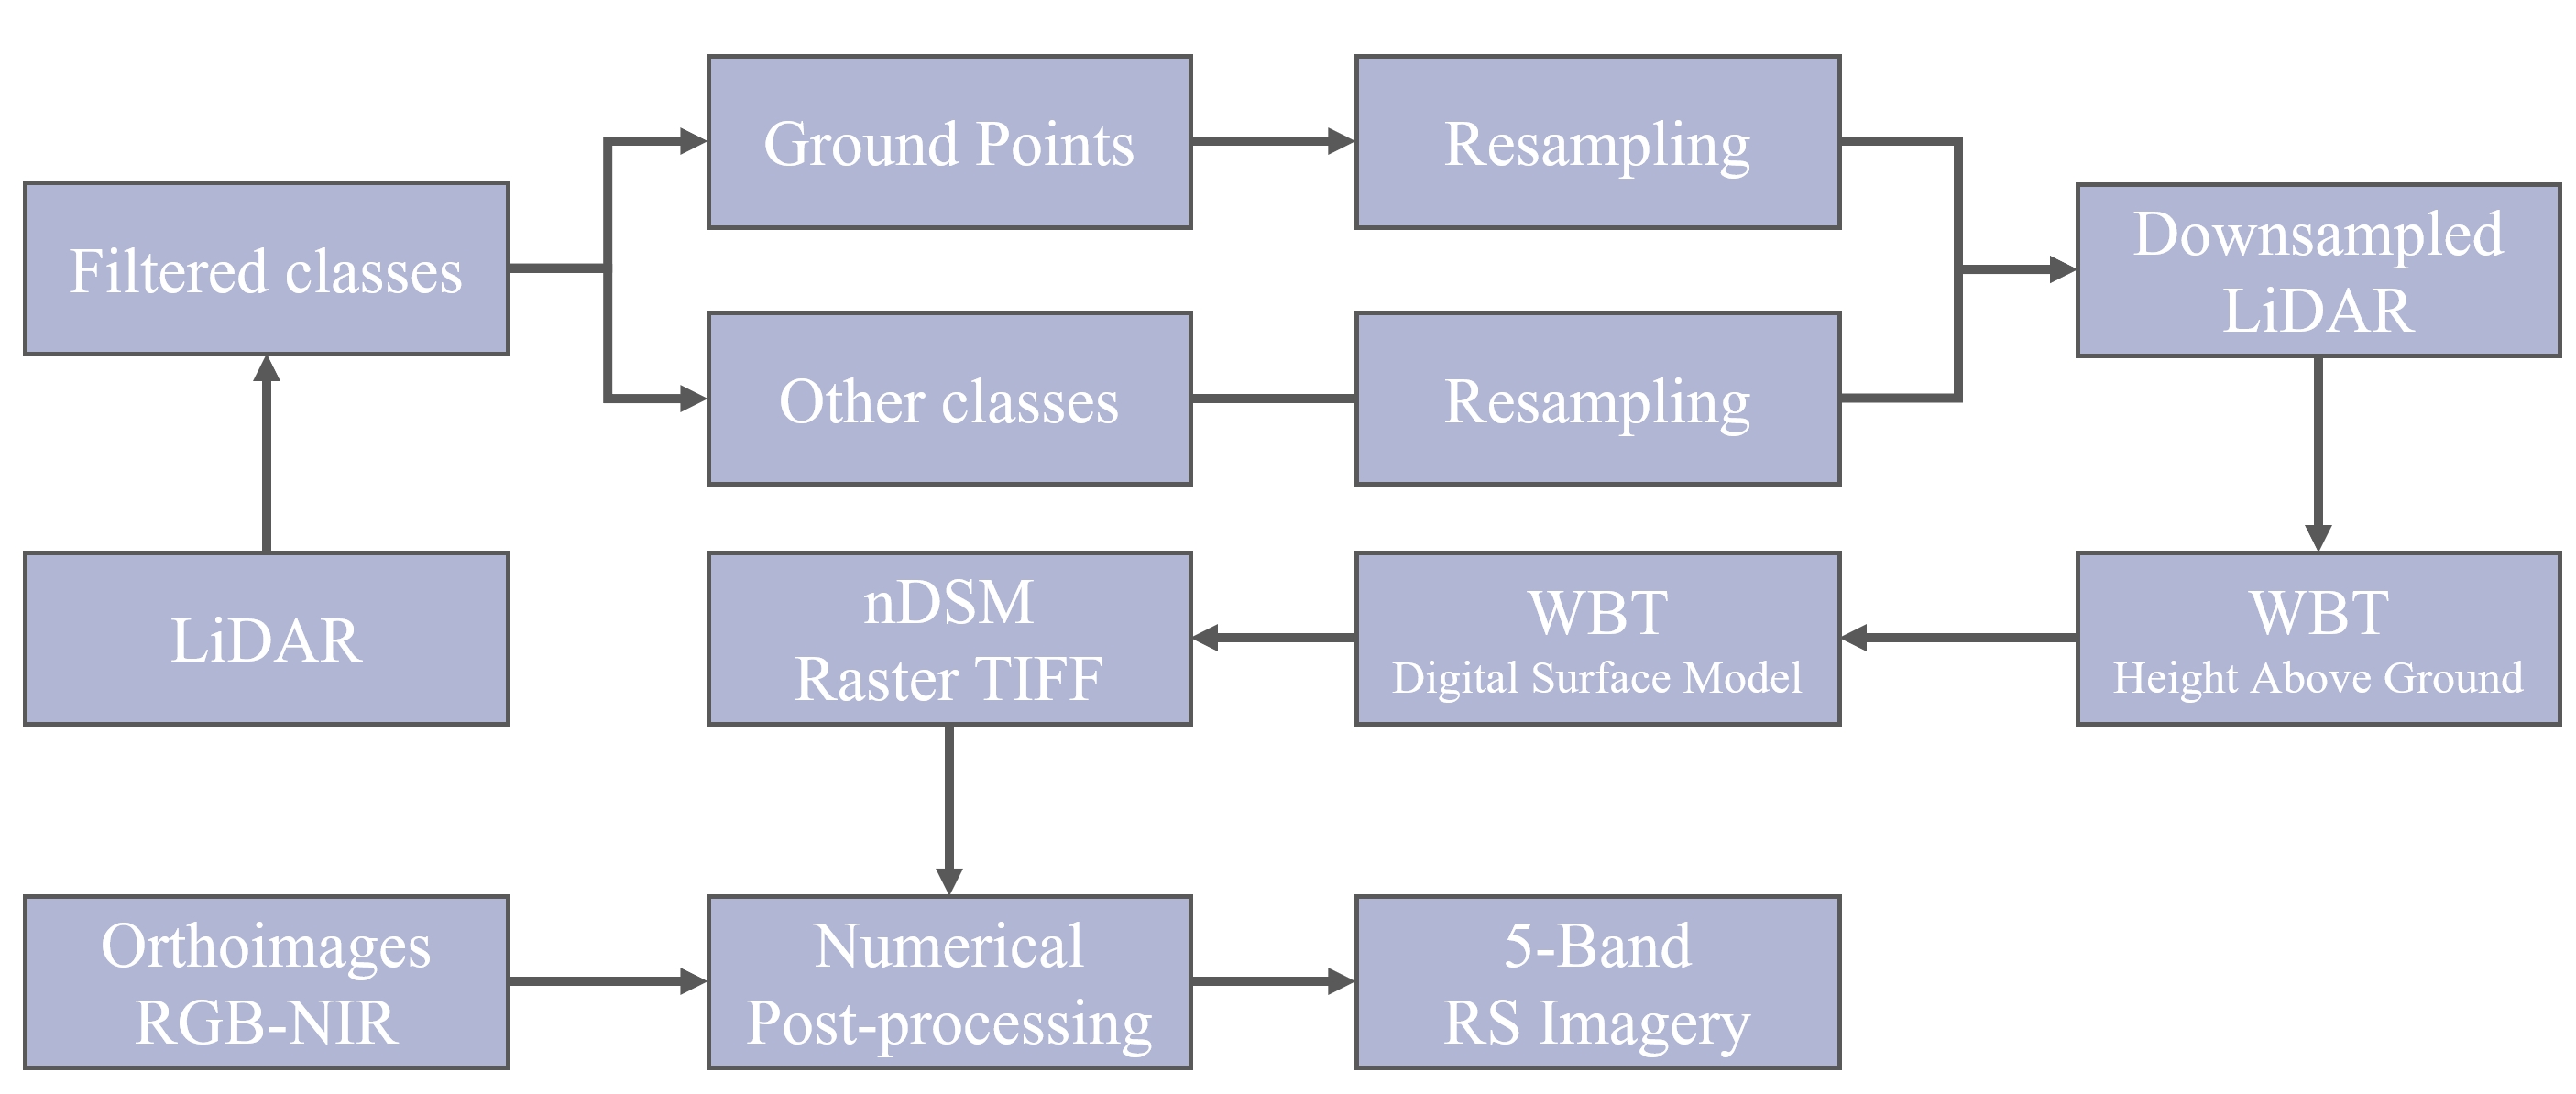 Ground Points
Resampling
Filtered classes
Downsampled
LiDAR
Other classes
Resampling
LiDAR
nDSM
Raster TIFF
WBT
Digital Surface Model
WBT
Height Above Ground
Orthoimages
RGB-NIR
Numerical
Post-processing
5-Band
RS Imagery